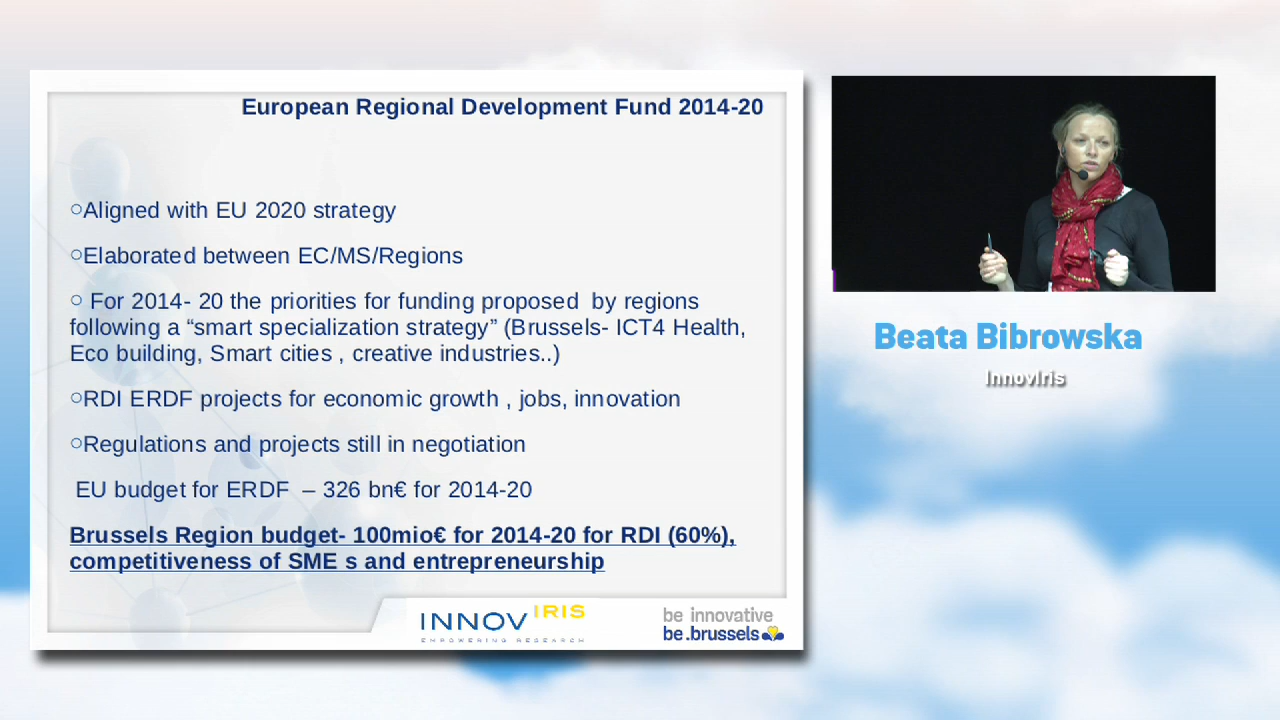 European Regional Development Fund 2014-20
○Aligned with EU 2020 strategy
○Elaborated between EC/MS/Regions
○ For 2014- 20 the priorities for funding proposed by regions
following a “smart specialization strategy” (Brussels- ICT4 Health,
Eco building, Smart cities , creative industries..)
○RDI ERDF projects for economic growth , jobs, innovation
○Regulations and projects still in negotiation
EU budget for ERDF – 326 bn€ for 2014-20
Brussels Region budget- 100mio€ for 2014-20 for RDI (60%),
competitiveness of SME s and entrepreneurship
INNOVIRIS
EMPOWERING RESEARCH
be innovative
be.brussels
Beata Bibrowska
InnovIris